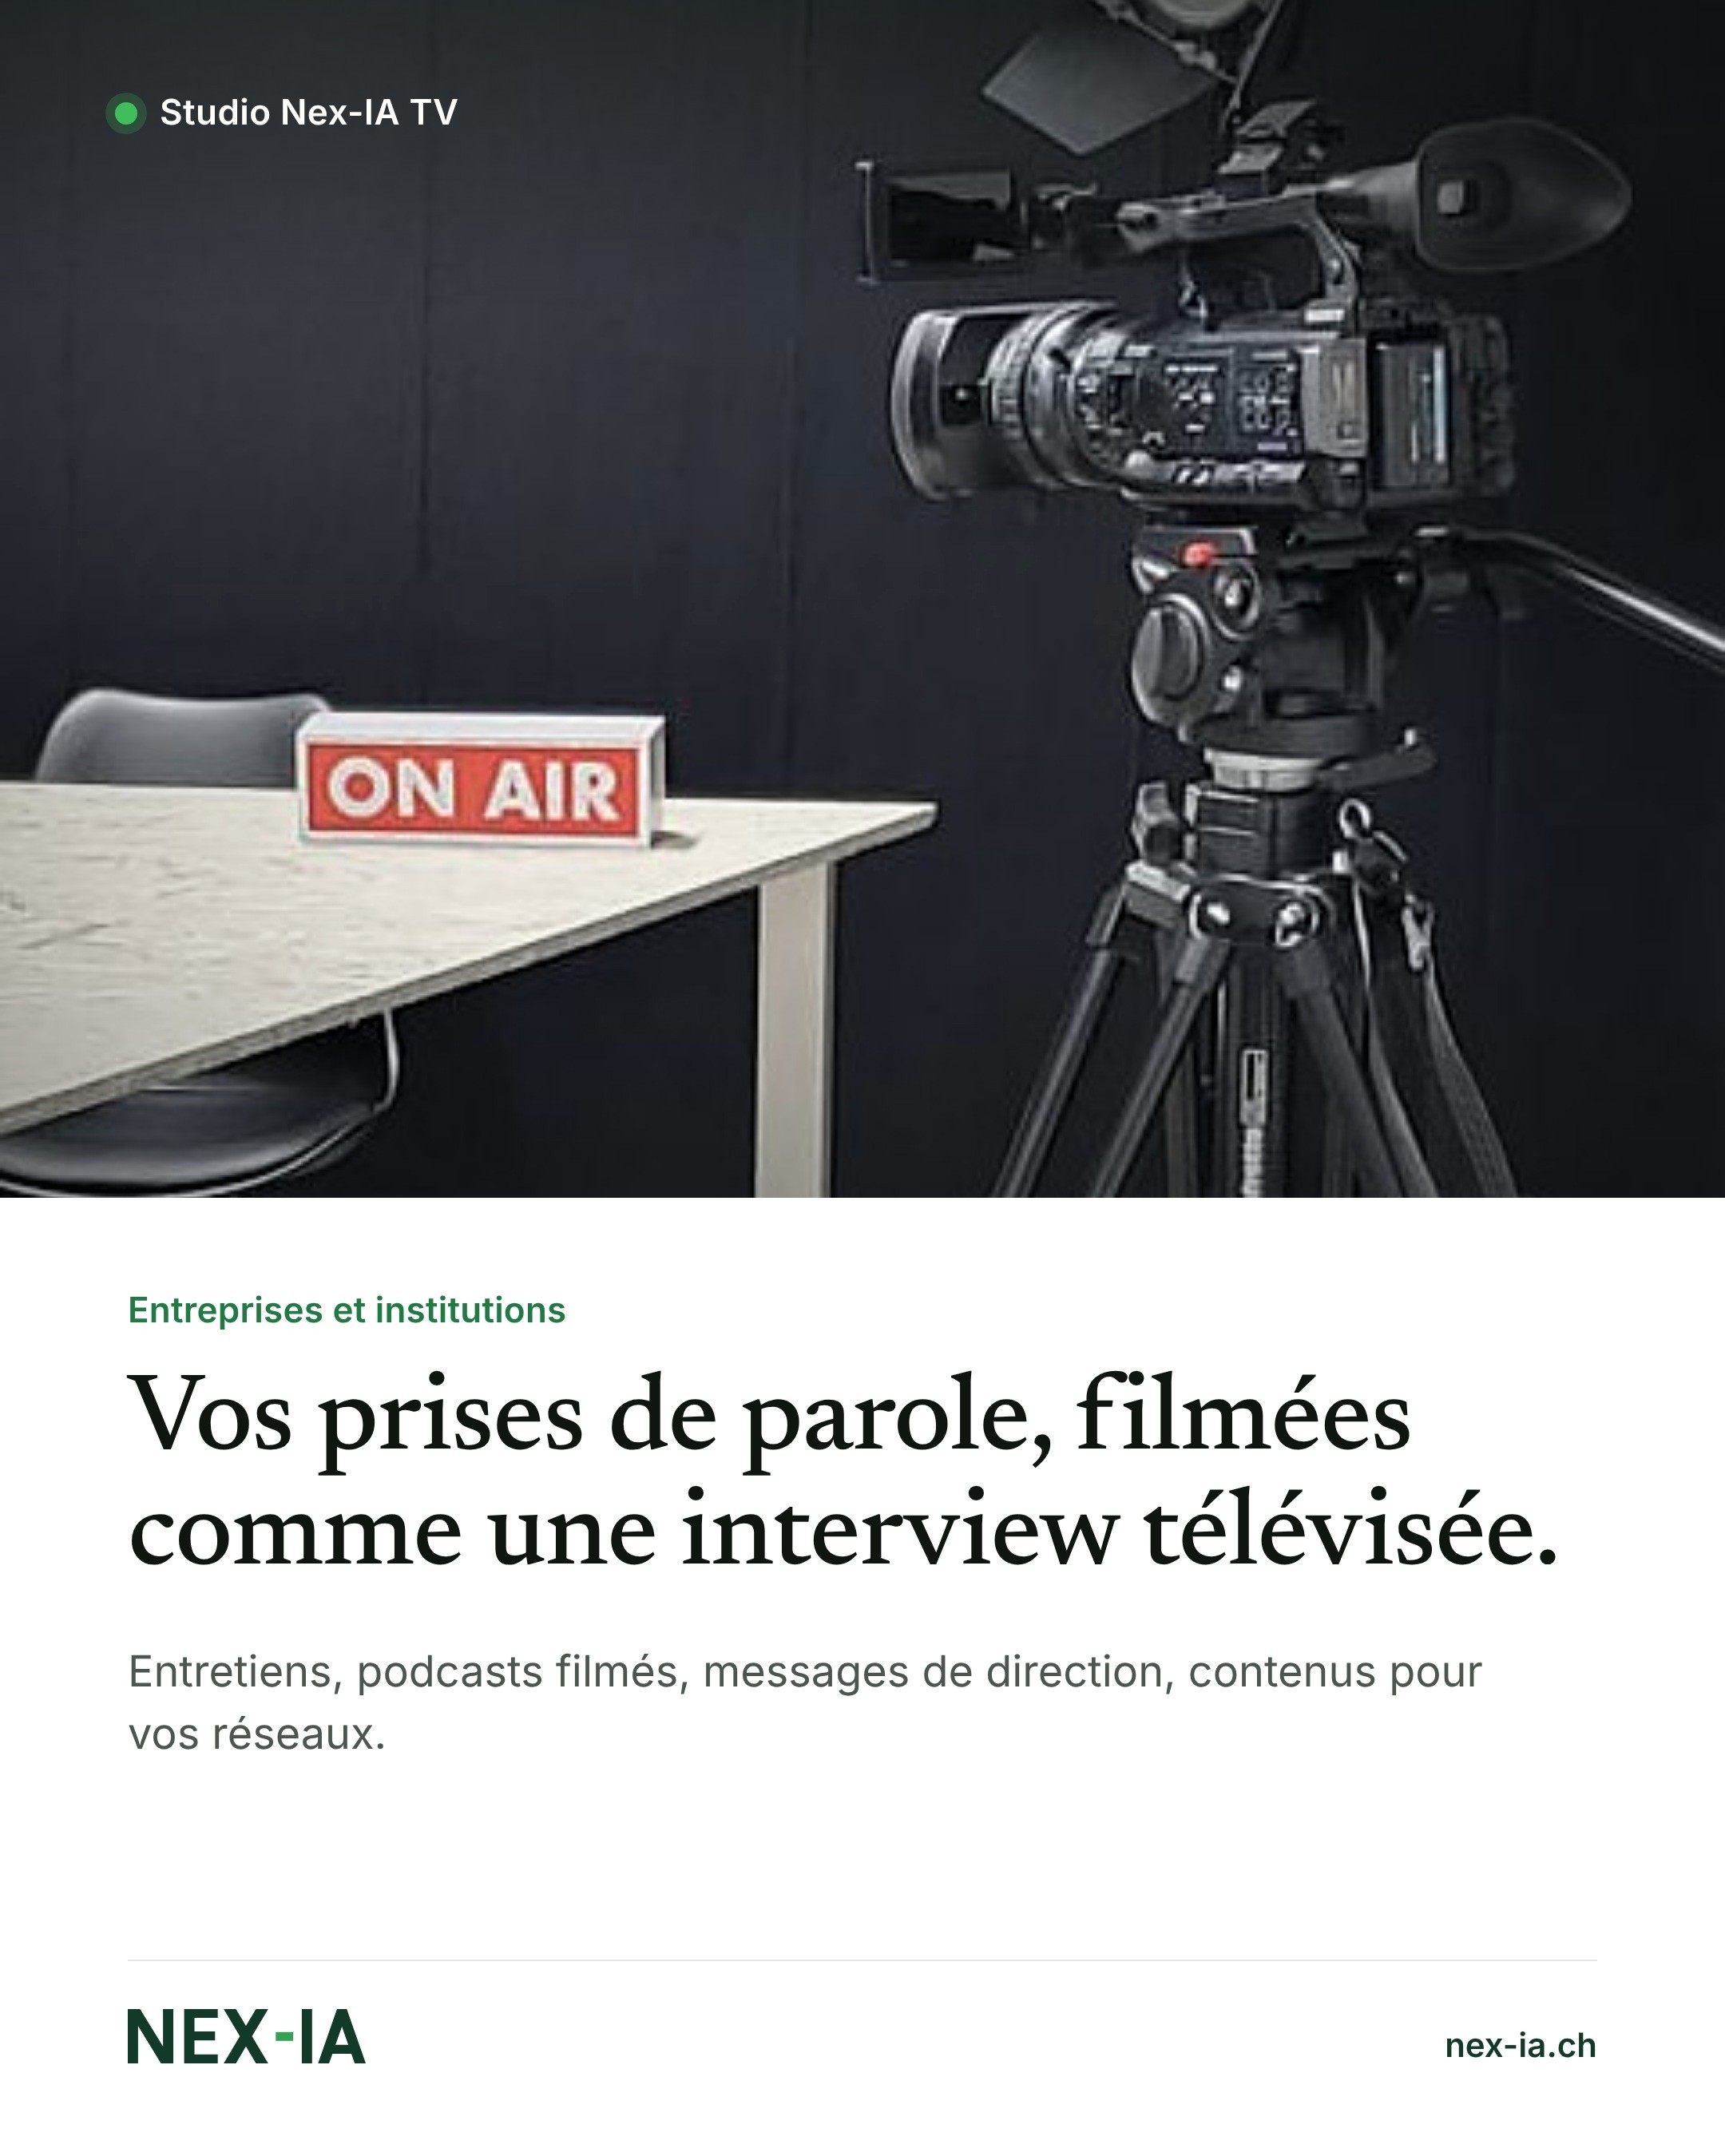 Studio Nex-IA TV
ON AIR
Entreprises et institutions
Vos prises de parole, filmées
comme une interview télévisée.
Entretiens, podcasts filmés, messages de direction, contenus pour
vos réseaux.
NEX-IA
nex-ia.ch